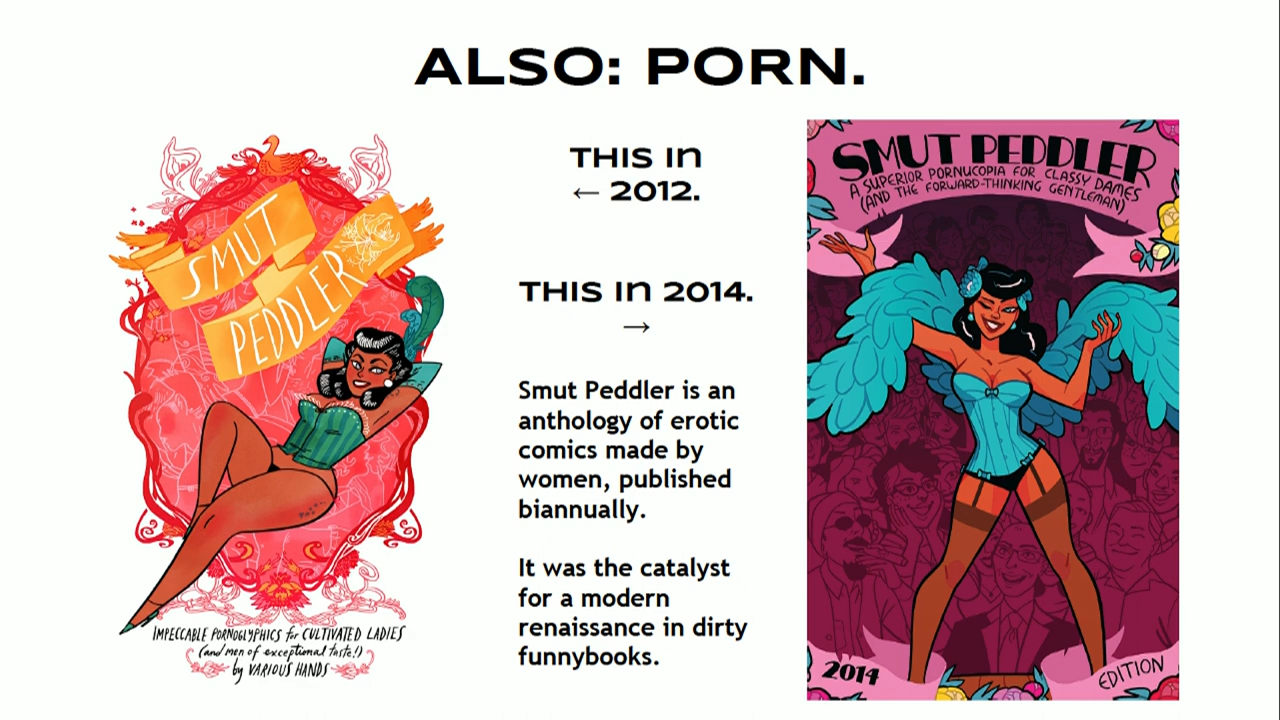 ALSO: PORN.
SMUT
PEDDLER
IMPECCABLE PORNOGLYPHICS for CULTIVATED LADIES
(and men of exceptional taste!)
by VARIOUS HANDS
THIS In
← 2012.
THIS In 2014.
→
Smut Peddler is an
anthology of erotic
comics made by
women, published
biannually.
It was the catalyst
for a modern
renaissance in dirty
funnybooks.
SMUT PEDDLER
A SUPERIOR PORNUCOPIA FOR CLASSY DAMES
(AND THE FORWARD-THINKING GENTLEMAN)
2014
EDITION